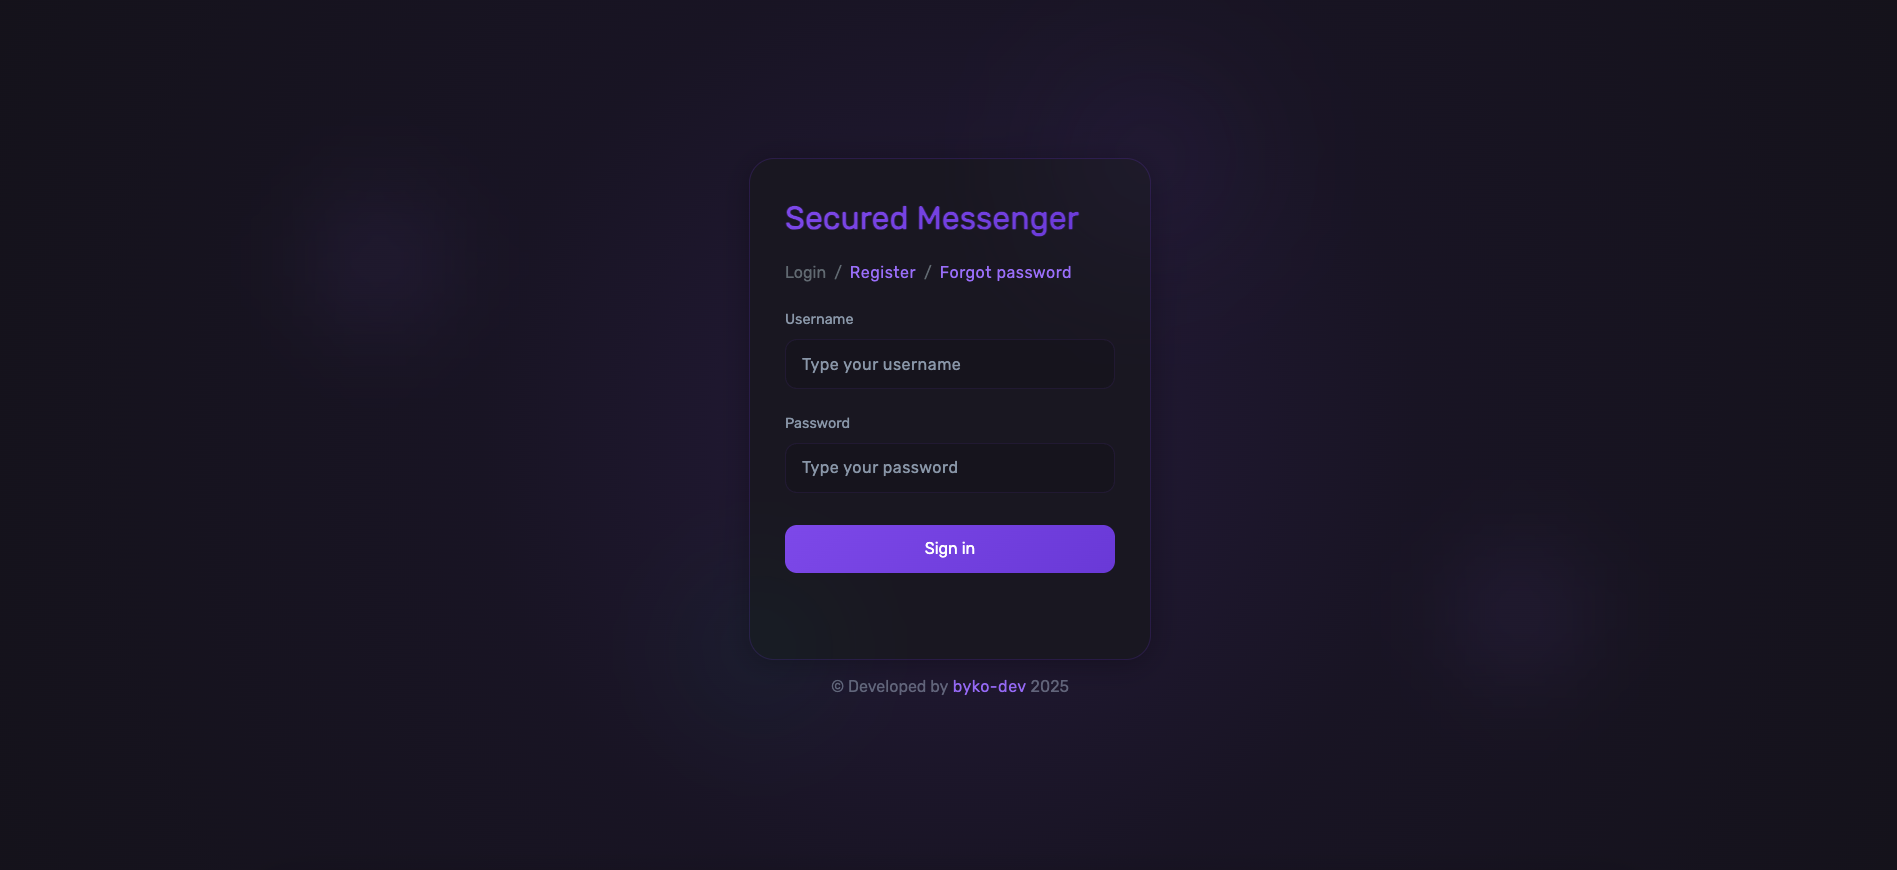 Secured Messenger
Login / Register / Forgot password
Username
Type your username
Password
Type your password
Sign in
© Developed by byko-dev 2025